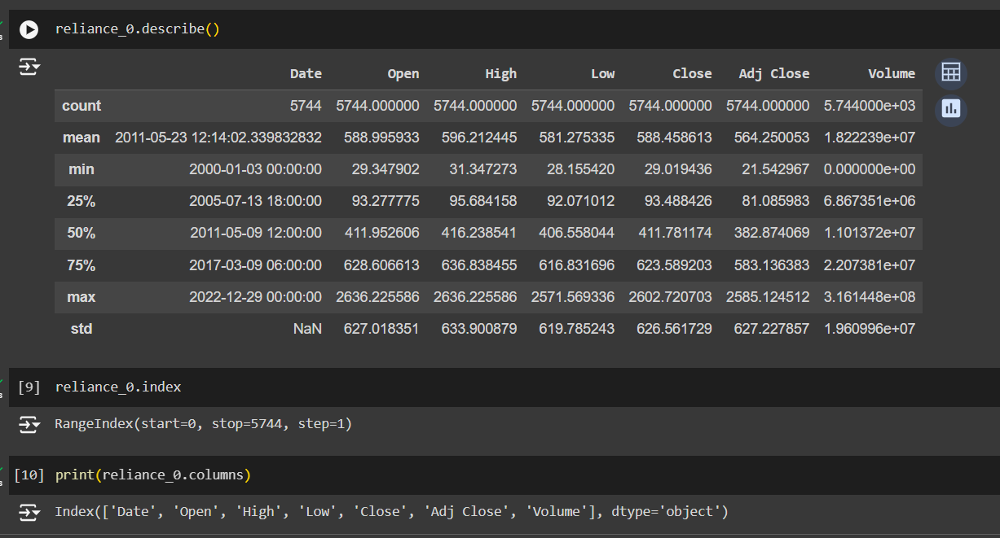 reliance_0.describe()
Date Open High Low Close Adj Close Volume
count 5744 5744.000000 5744.000000 5744.000000 5744.000000 5744.000000 5.744000e+03
mean 2011-05-23 12:14:02.339832832 588.995933 596.212445 581.275335 588.458613 564.250053 1.822239e+07
min 2000-01-03 00:00:00 29.347902 31.347273 28.155420 29.019436 21.542967 0.000000e+00
25% 2005-07-13 18:00:00 93.277775 95.684158 92.071012 93.488426 81.085983 6.867351e+06
50% 2011-05-09 12:00:00 411.952606 416.238541 406.558044 411.781174 382.874069 1.101372e+07
75% 2017-03-09 06:00:00 628.606613 636.838455 616.831696 623.589203 583.136383 2.207381e+07
max 2022-12-29 00:00:00 2636.225586 2636.225586 2571.569336 2602.720703 2585.124512 3.161448e+08
std NaN 627.018351 633.900879 619.785243 626.561729 627.227857 1.960996e+07
[9] reliance_0.index
RangeIndex(start=0, stop=5744, step=1)
[10] print(reliance_0.columns)
Index(['Date', 'Open', 'High', 'Low', 'Close', 'Adj Close', 'Volume'], dtype='object')